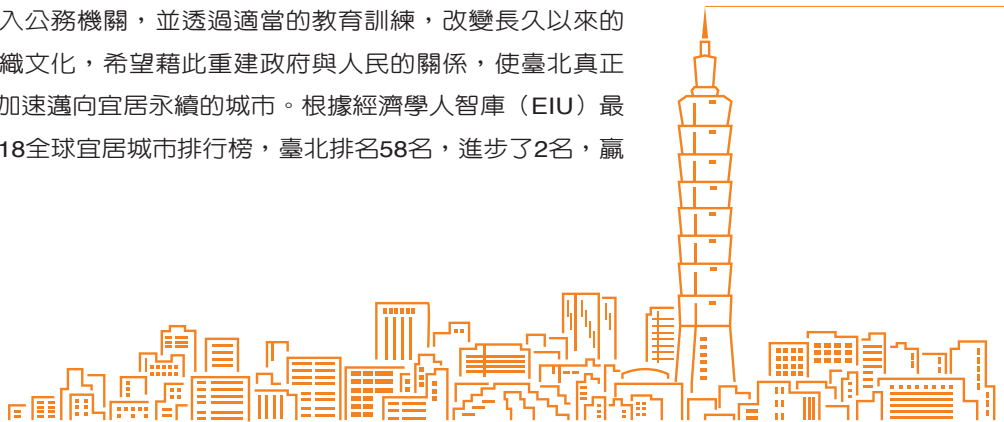 入公務機關，並透過適當的教育訓練，改變長久以來的
織文化，希望藉此重建政府與人民的關係，使臺北真正
加速邁向宜居永續的城市。根據經濟學人智庫（EIU）最
18全球宜居城市排行榜，臺北排名58名，進步了2名，贏